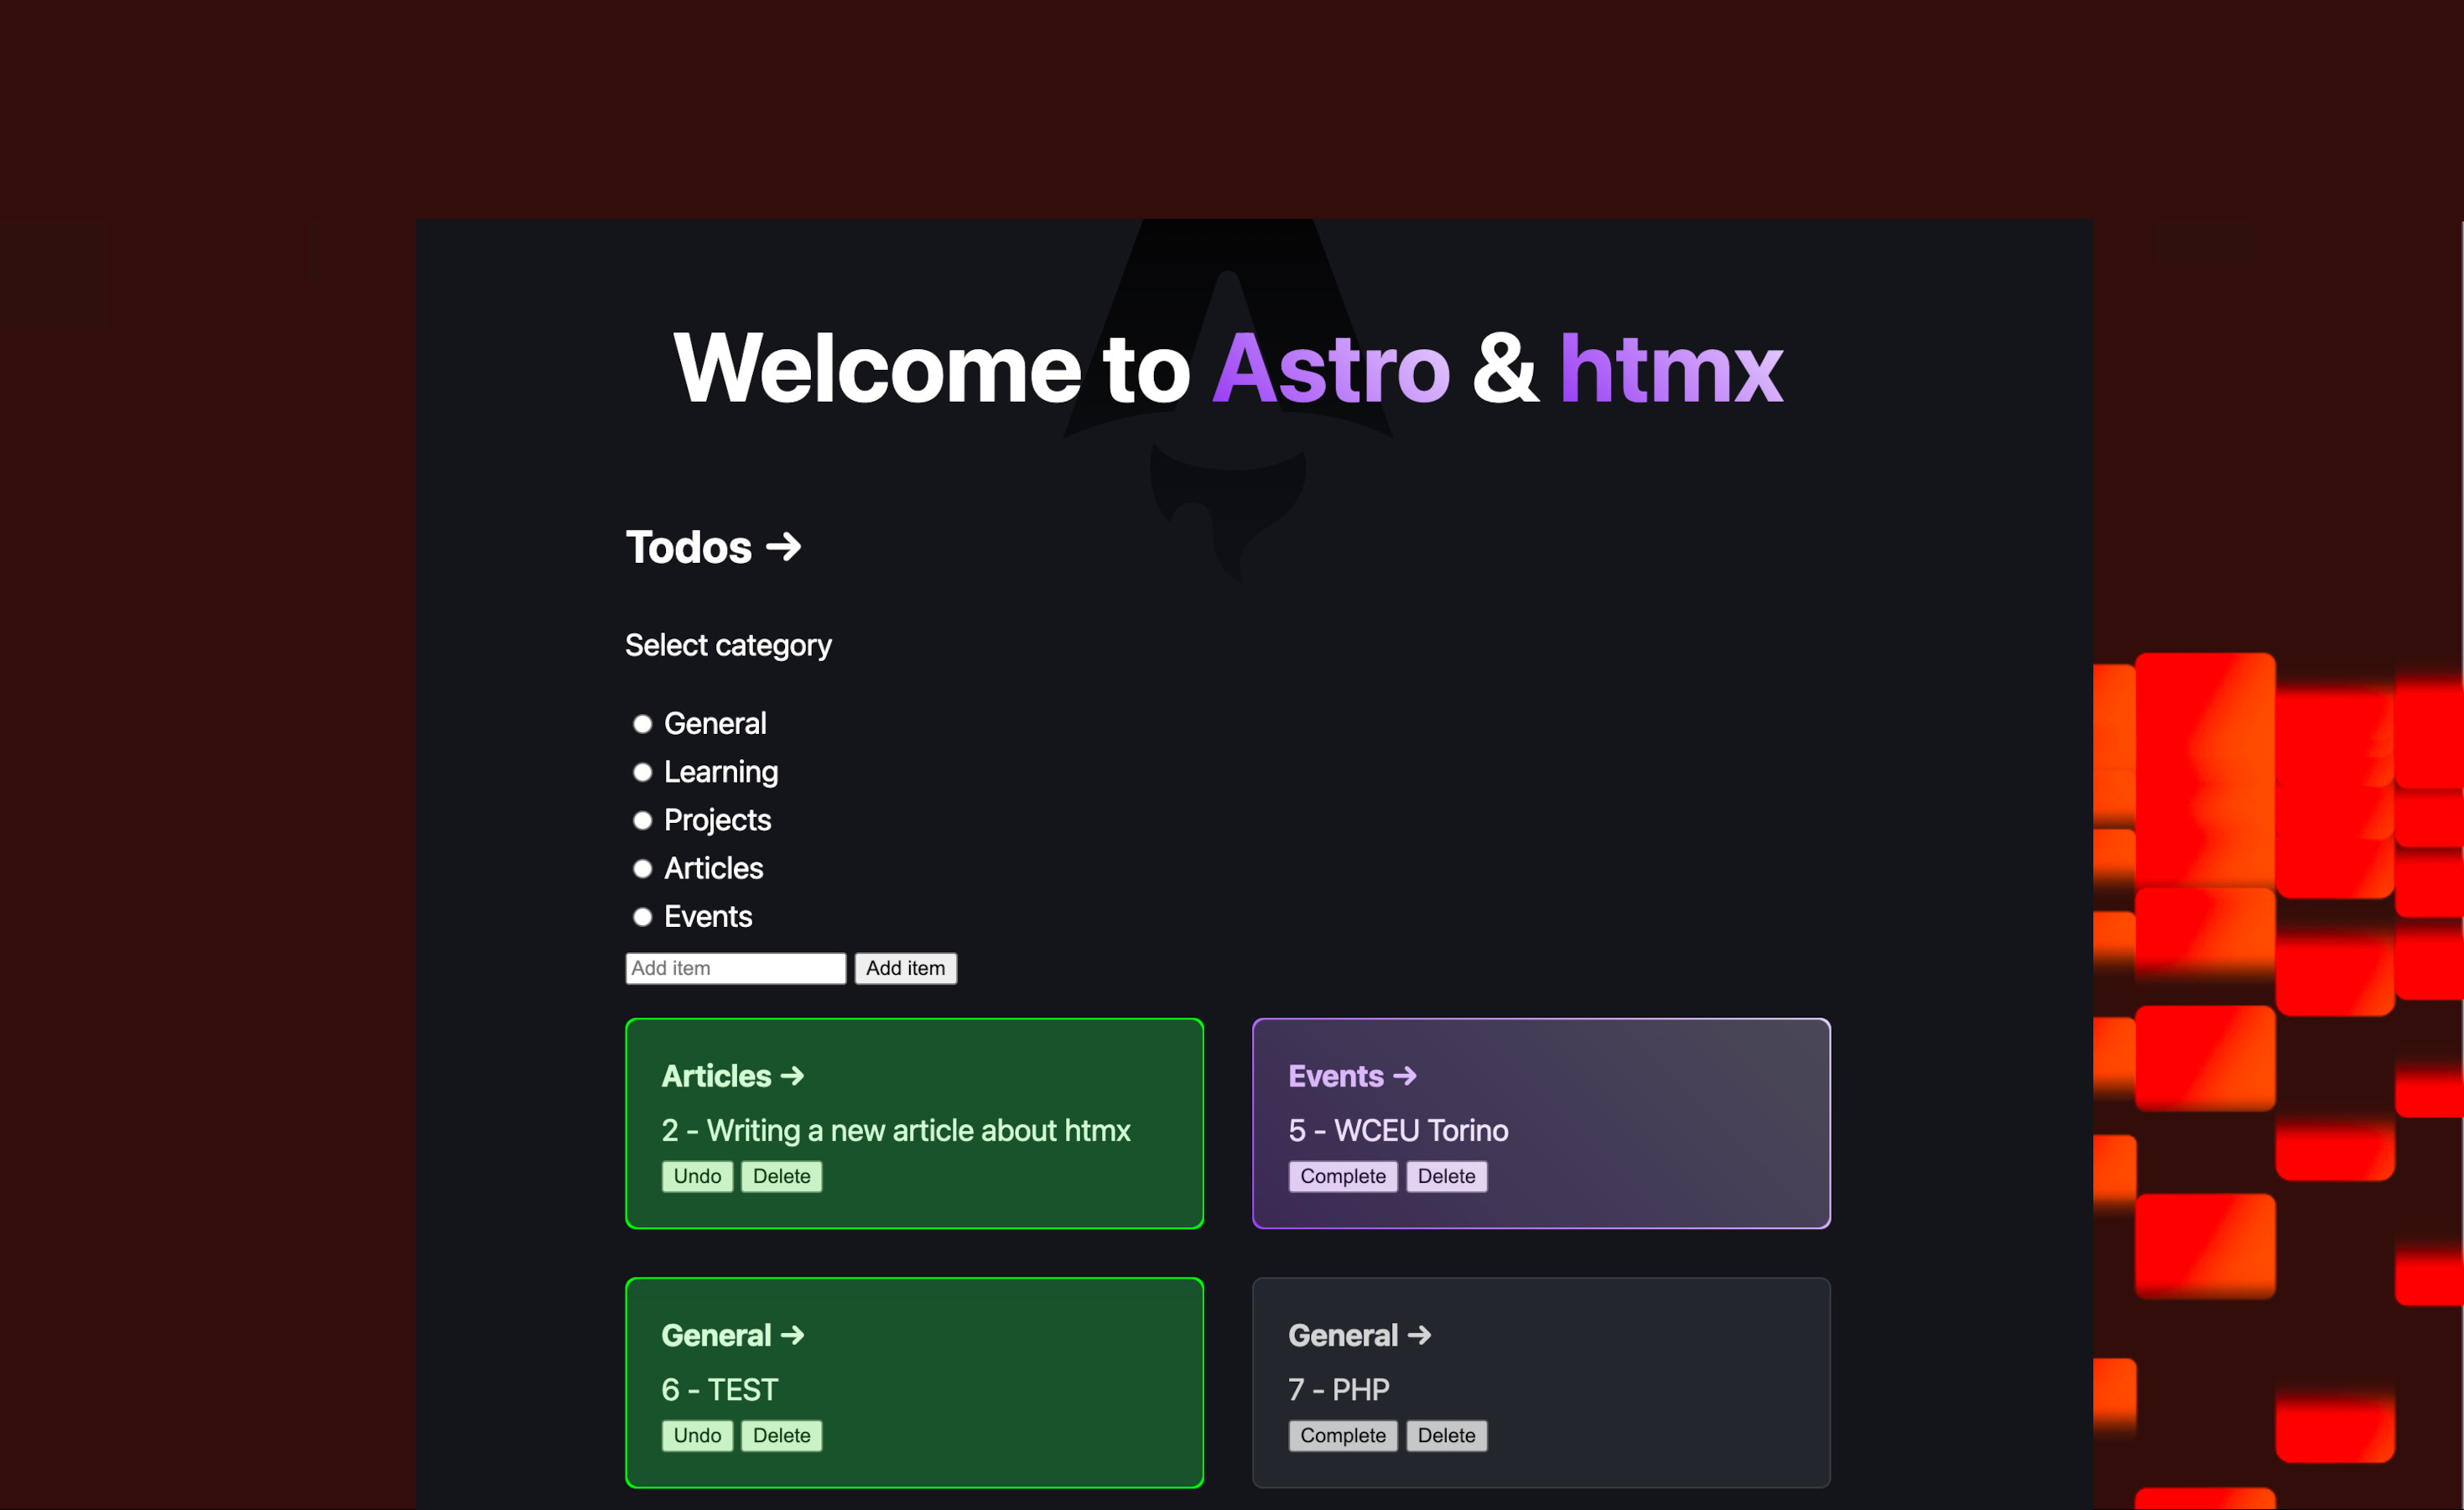 Welcome to Astro & htmx
Todos →
Select category
General
Learning
Projects
Articles
Events
Add item Add item
Articles →
2 - Writing a new article about htmx
Undo Delete
Events →
5 - WCEU Torino
Complete Delete
General →
6 - TEST
Undo Delete
General →
7 - PHP
Complete Delete